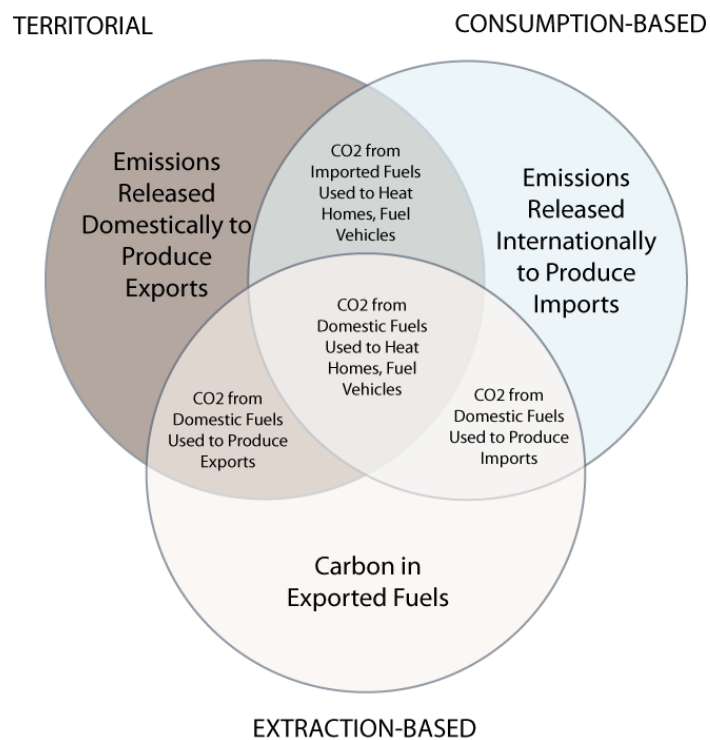 TERRITORIAL
CONSUMPTION-BASED
Emissions
Released
Domestically to
Produce
Exports
CO2 from
Imported Fuels
Used to Heat
Homes, Fuel
Vehicles
Emissions
Released
Internationally
to Produce
Imports
CO2 from
Domestic Fuels
Used to Heat
Homes, Fuel
Vehicles
CO2 from
Domestic Fuels
Used to Produce
Exports
CO2 from
Domestic Fuels
Used to Produce
Imports
Carbon in
Exported Fuels
EXTRACTION-BASED